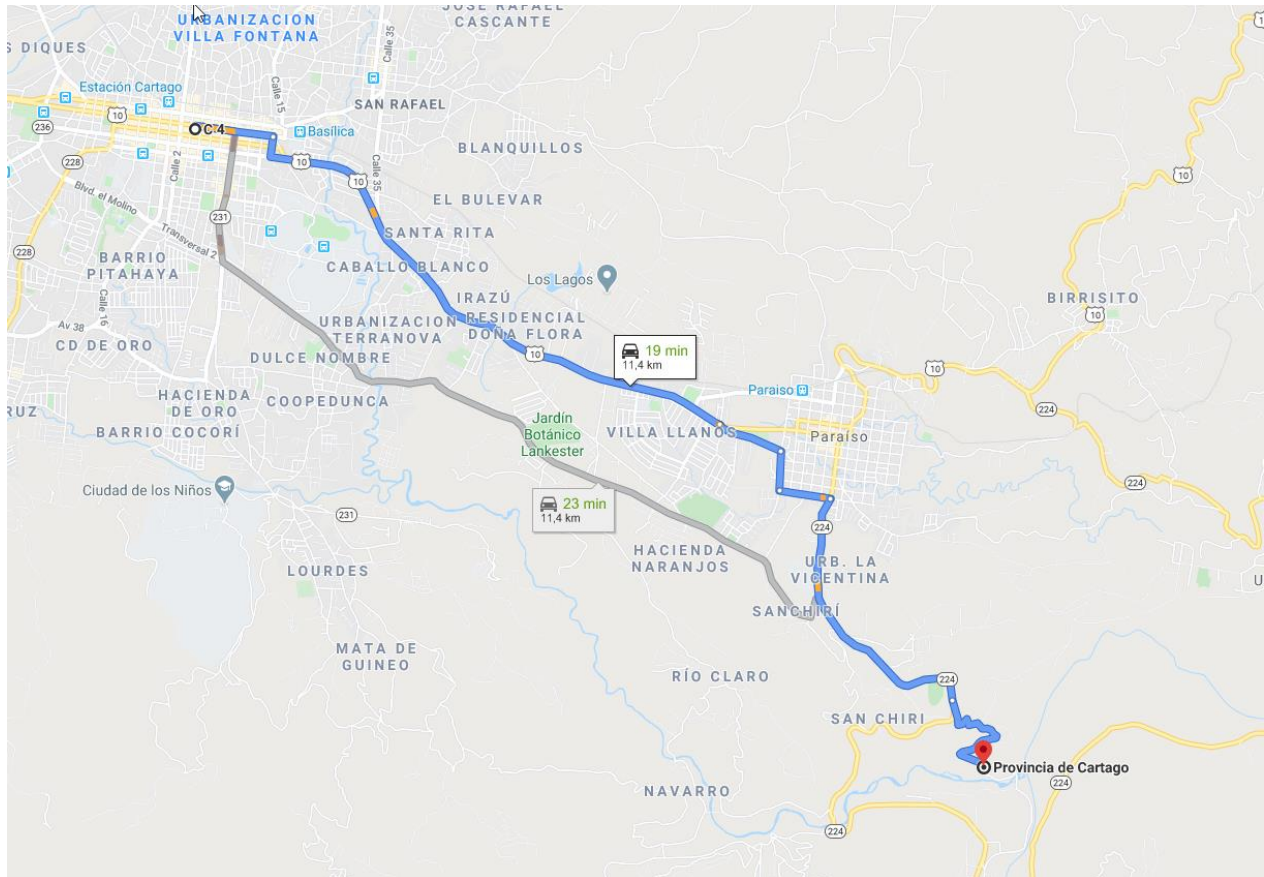 JOSE RAFAEL
CASCANTE
URBANIZACION
VILLA FONTANA
S DIQUES
Calle 35
Calle 15
Estación Cartago
SAN RAFAEL
10
10
236
C 4
Basílica
BLANQUILLOS
228
Calle 2
10
10
Calle 35
10
Blvd. el Molino
EL BULEVAR
231
Transversal 2
SANTA RITA
228
BARRIO
PITAHAYA
CABALLO BLANCO
Los Lagos
Calle 16
IRAZÚ
RESIDENCIAL
DOÑA FLORA
BIRRISITO
10
Av 38
URBANIZACION
TERRANOVA
CD DE ORO
DULCE NOMBRE
10
19 min
11,4 km
10
HACIENDA
DE ORO
COOPEDUNCA
Paraiso
224
RUZ
BARRIO COCORÍ
Jardín
Botánico
Lankester
VILLA LLANOS
Paraíso
Ciudad de los Niños
23 min
11,4 km
224
231
224
HACIENDA
NARANJOS
URB. LA
VICENTINA
LOURDES
U
SANCHIRÍ
MATA DE
GUINEO
RÍO CLARO
224
SAN CHIRI
Provincia de Cartago
224
NAVARRO
224